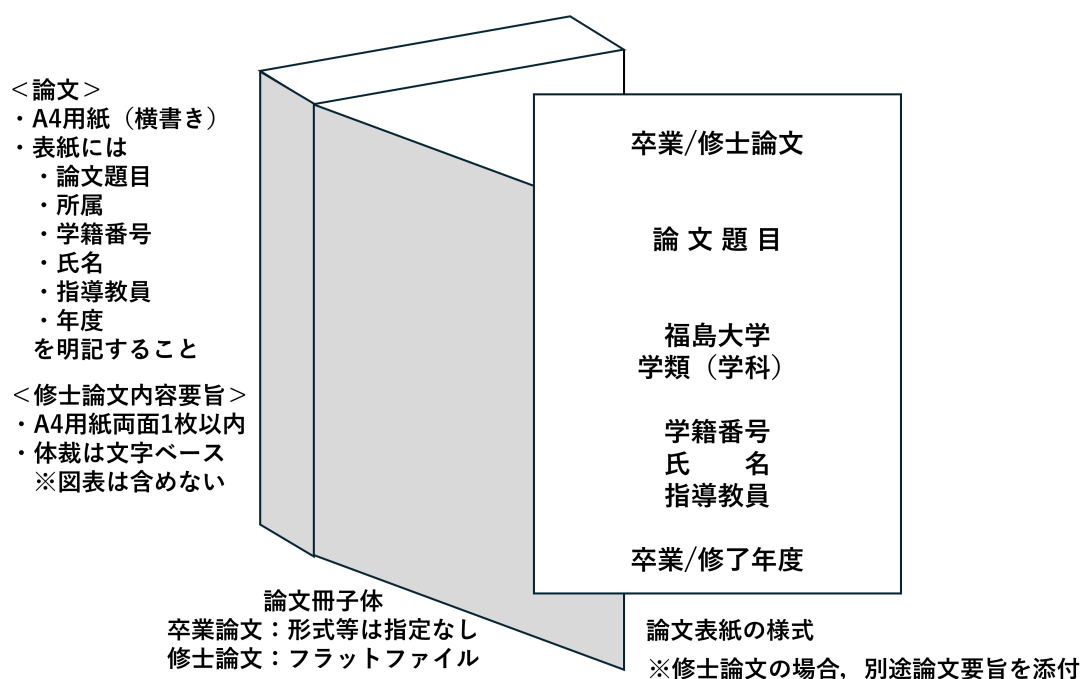 ＜論文＞
・A4用紙（横書き）
・表紙には
・論文題目
・所属
・学籍番号
・氏名
・指導教員
・年度
を明記すること
＜修士論文内容要旨＞
・A4用紙両面1枚以内
・体裁は文字ベース
※図表は含めない
卒業/修士論文
論 文 題 目
福島大学
学類（学科）
学籍番号
氏　　名
指導教員
卒業/修了年度
論文冊子体
卒業論文：形式等は指定なし
修士論文：フラットファイル
論文表紙の様式
※修士論文の場合，別途論文要旨を添付